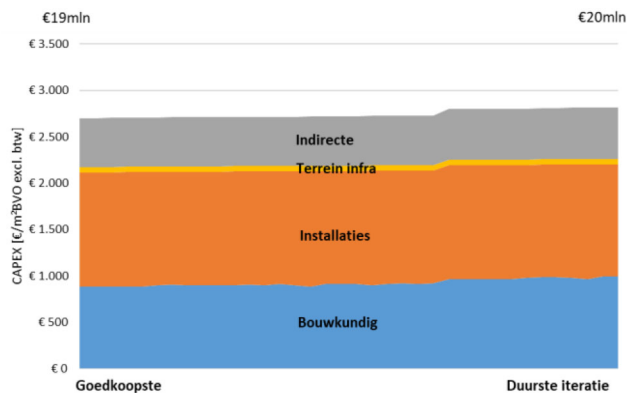 €19mln
€20mln
€ 3.500
€ 3.000
€ 2.500
€ 2.000
€ 1.500
€ 1.000
€ 500
€ 0
CAPEX [€/m²BVO excl. btw]
Indirecte
Terrein infra
Installaties
Bouwkundig
Goedkoopste
Duurste iteratie